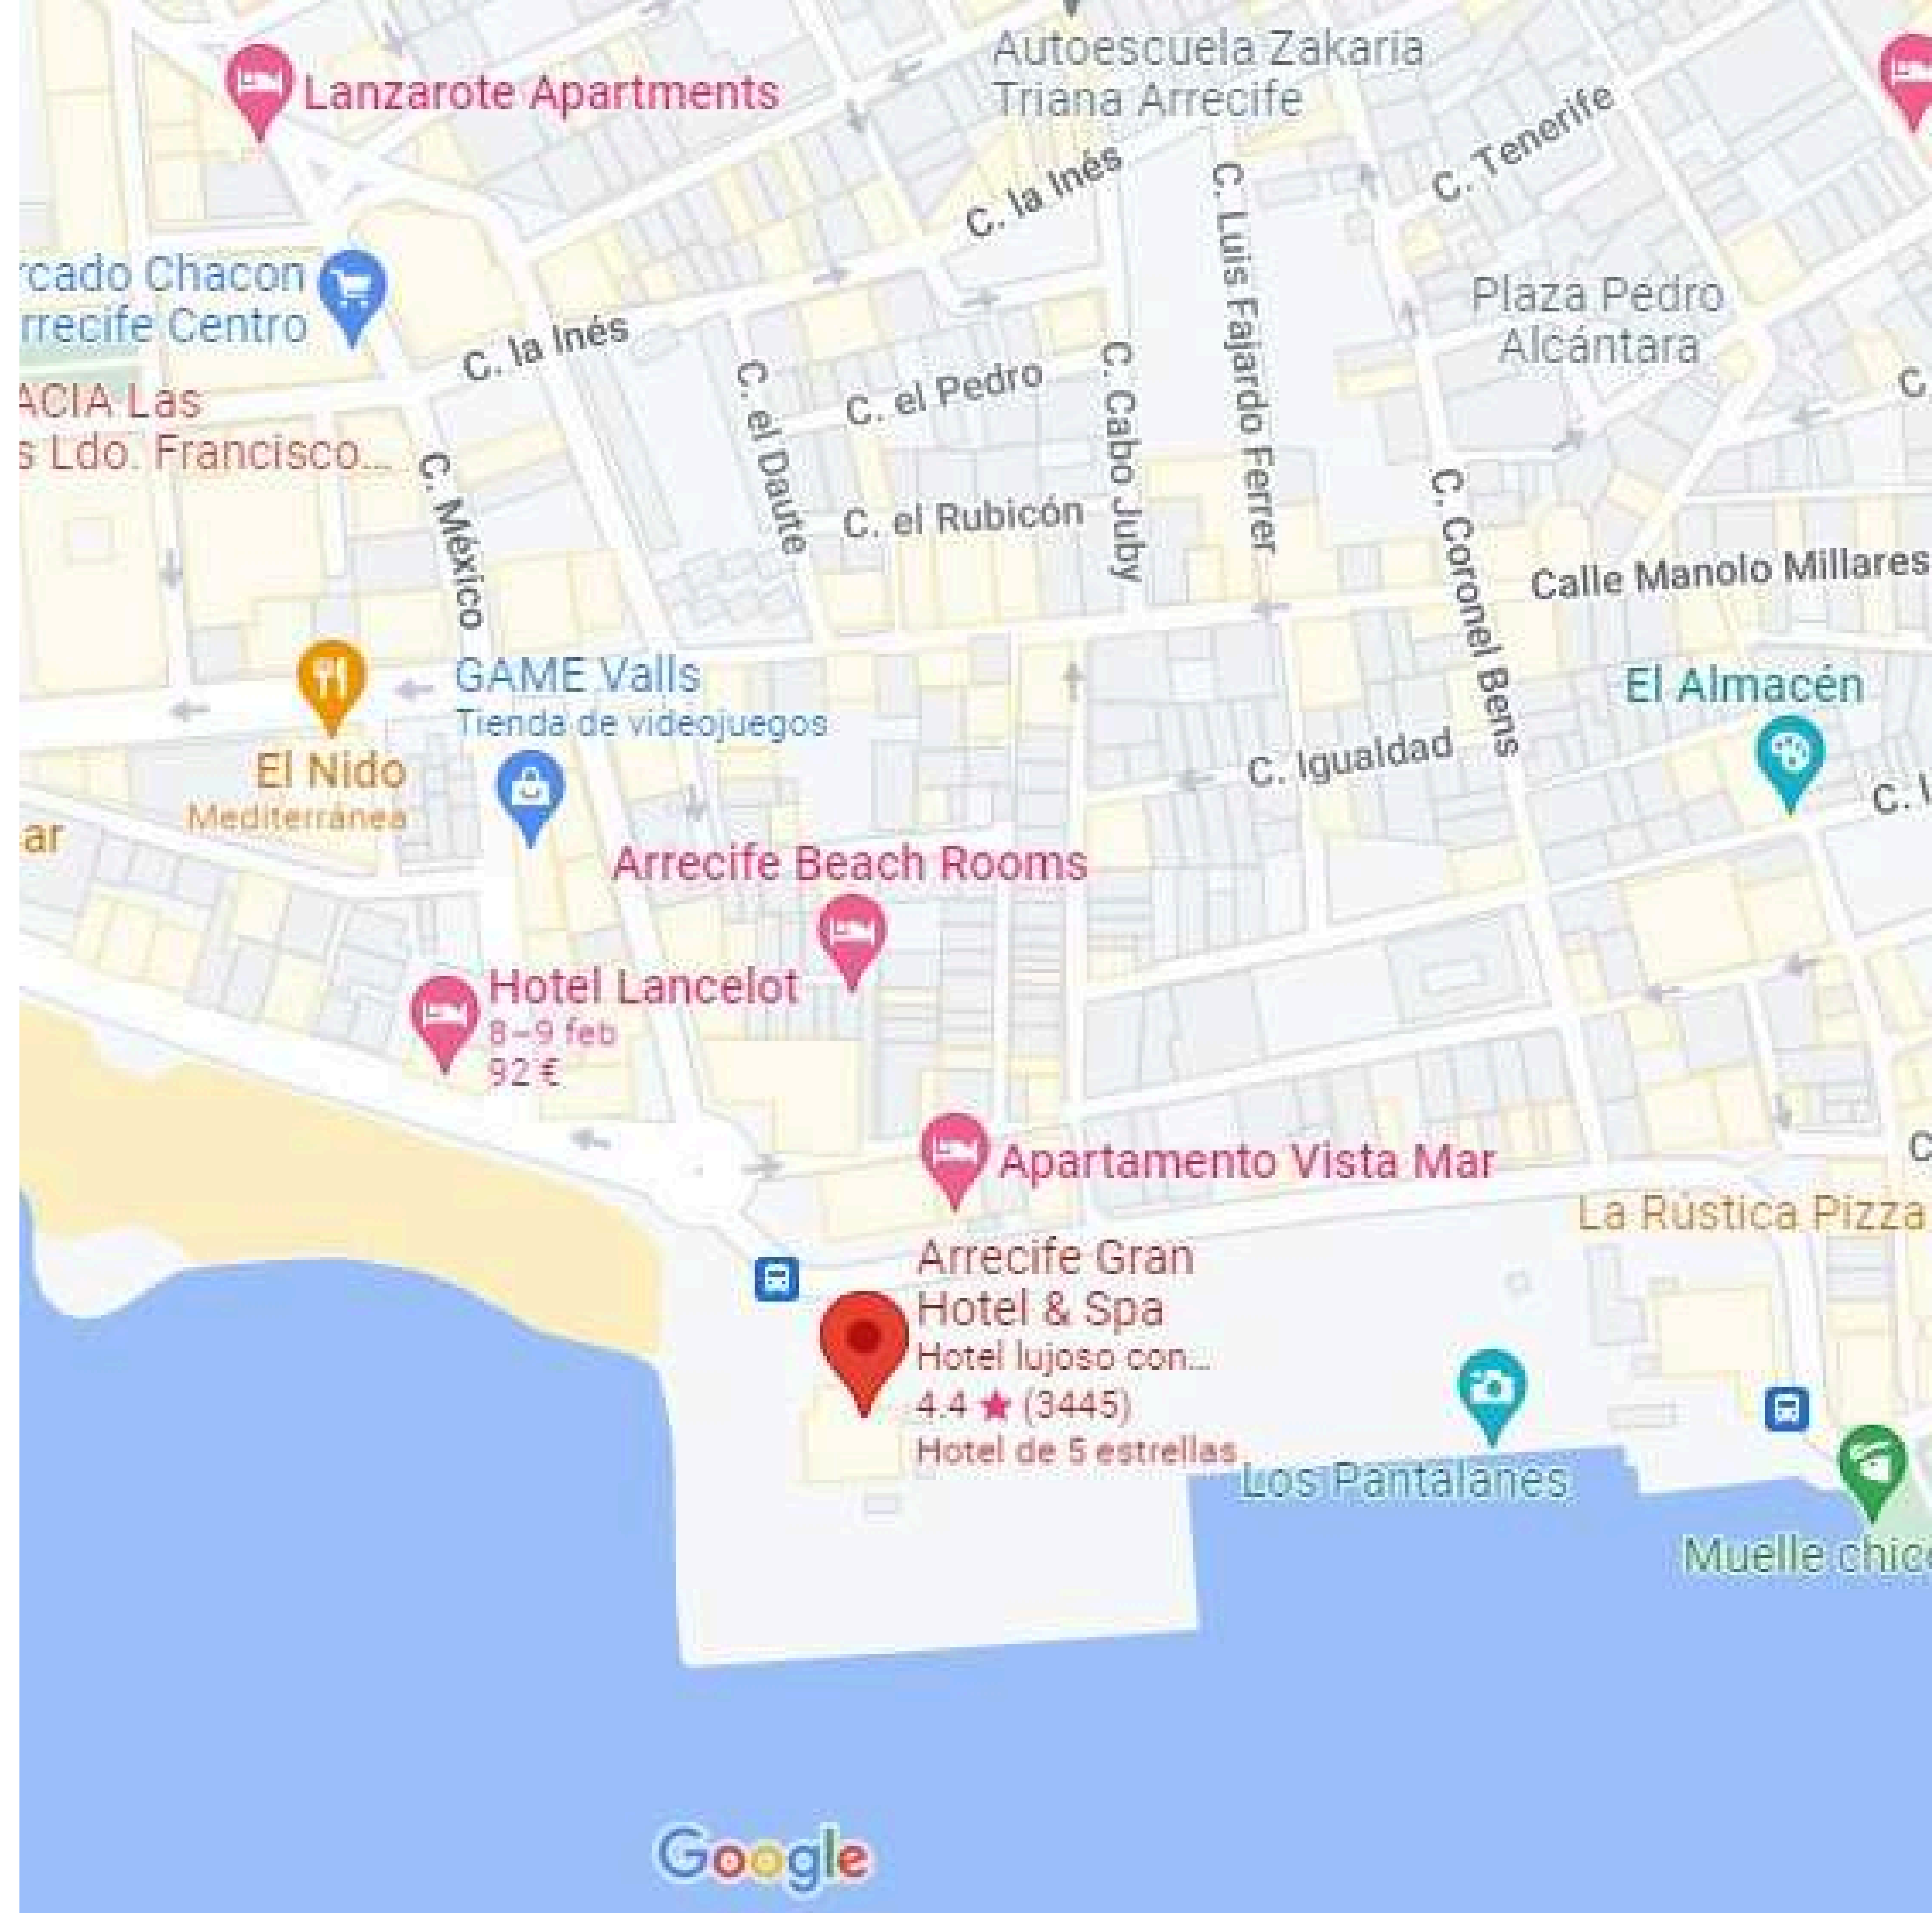 Autoescuela Zakaria
Triana Arrecife
Lanzarote Apartments
C. Tenerife
C. la Inés
C. Luis Fajardo Ferrer
rcado Chacon
rrecife Centro
Plaza Pedro
Alcántara
C. la Inés
C. el Pedro
C. Cabo Juby
C. el Daute
C
ACIA Las
s Ldo. Francisco...
C. México
C. el Rubicón
C. Coronel Bens
Calle Manolo Millares
GAME Valls
Tienda de videojuegos
El Almacén
El Nido
Mediterránea
C. Igualdad
ar
Arrecife Beach Rooms
Hotel Lancelot
8–9 feb
92 €
Apartamento Vista Mar
C
La Rústica Pizza
Arrecife Gran
Hotel & Spa
Hotel lujoso con...
4.4 ★ (3445)
Hotel de 5 estrellas
Los Pantalanes
Muelle chic
Google